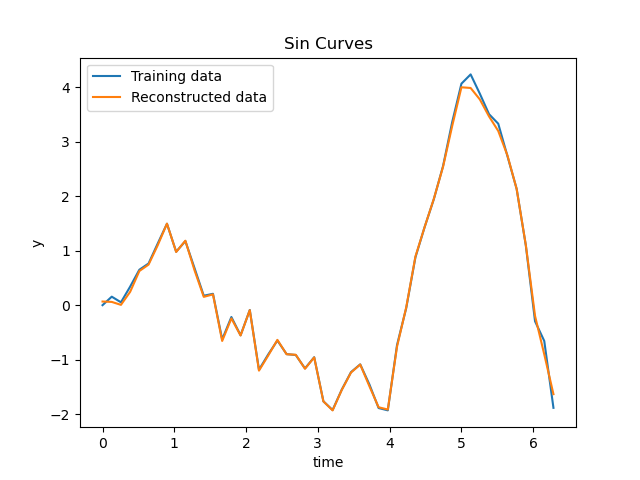 Sin Curves
Training data
Reconstructed data
y
4
3
2
1
0
−1
−2
0 1 2 3 4 5 6
time